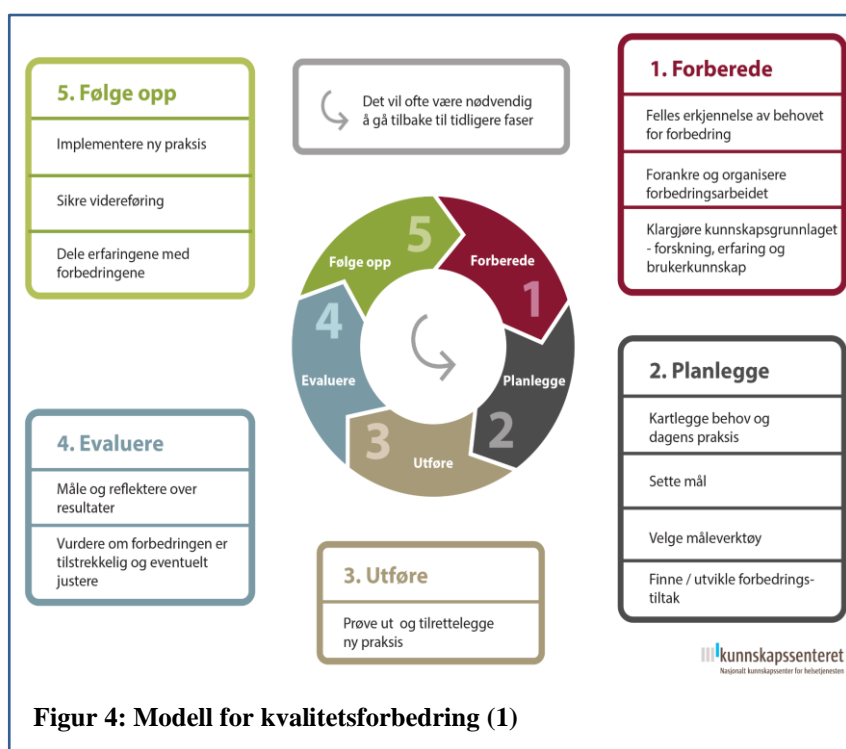 5. Følge opp
Implementere ny praksis
Sikre videreføring
Dele erfaringene med
forbedringene
Det vil ofte være nødvendig
å gå tilbake til tidligere faser
1. Forberede
Felles erkjennelse av behovet
for forbedring
Forankre og organisere
forbedringsarbeidet
Klargjøre kunnskapsgrunnlaget
- forskning, erfaring og
brukerkunnskap
5
Følge opp
Forberede
1
4
Evaluere
Planlegge
2
3
Utføre
2. Planlegge
Kartlegge behov og
dagens praksis
Sette mål
Velge måleverktøy
Finne / utvikle forbedrings-
tiltak
4. Evaluere
Måle og reflektere over
resultater
Vurdere om forbedringen er
tilstrekkelig og eventuelt
justere
3. Utføre
Prøve ut og tilrettelegge
ny praksis
kunnskapssenteret
Nasjonalt kunnskapssenter for helsetjenesten
Figur 4: Modell for kvalitetsforbedring (1)